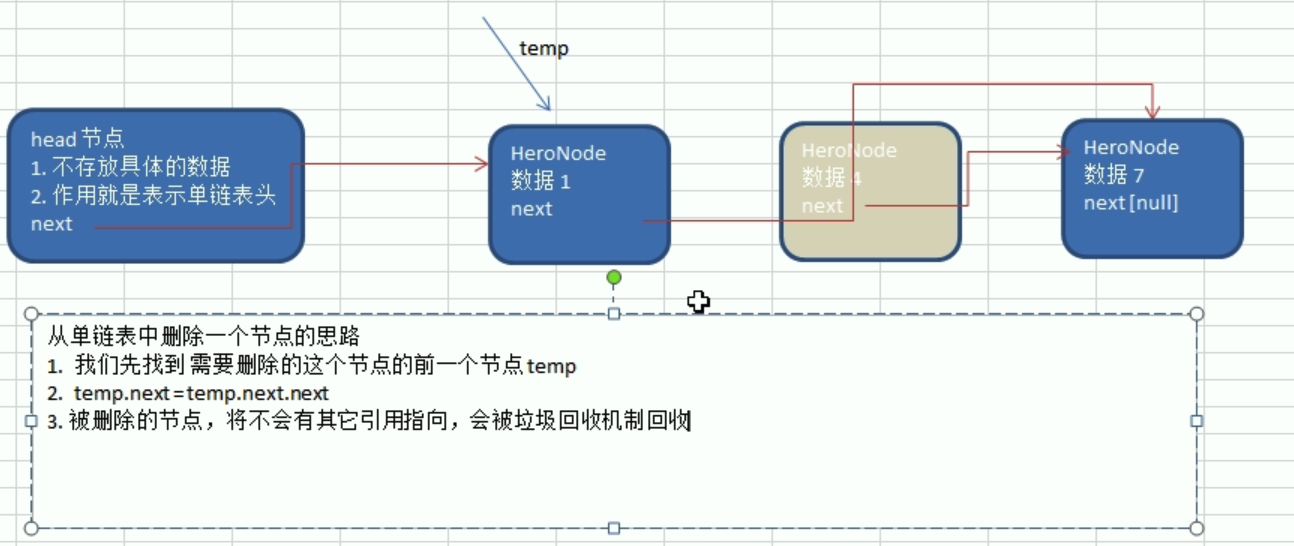 temp
head 节点
1. 不存放具体的数据
2. 作用就是表示单链表头
next
HeroNode
数据 1
next
HeroNode
数据 4
next
HeroNode
数据 7
next [null]
从单链表中删除一个节点的思路
1. 我们先找到 需要删除的这个节点的前一个节点 temp
2. temp.next = temp.next.next
3. 被删除的节点，将不会有其它引用指向，会被垃圾回收机制回收